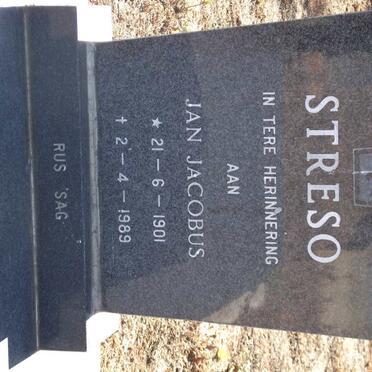 STRESO
IN TERE HERINNERING
AAN
JAN JACOBUS
★ 21-6-1901
✝ 2-4-1989
RUS SAG